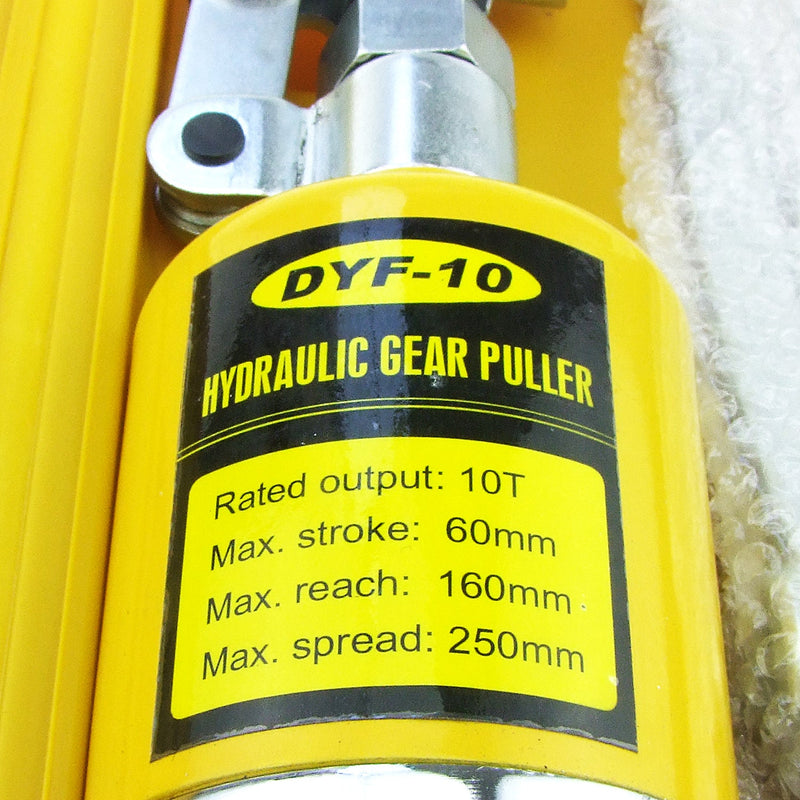 DYF-10
HYDRAULIC GEAR PULLER
Rated output: 10T
Max. stroke: 60mm
Max. reach: 160mm
Max. spread: 250mm